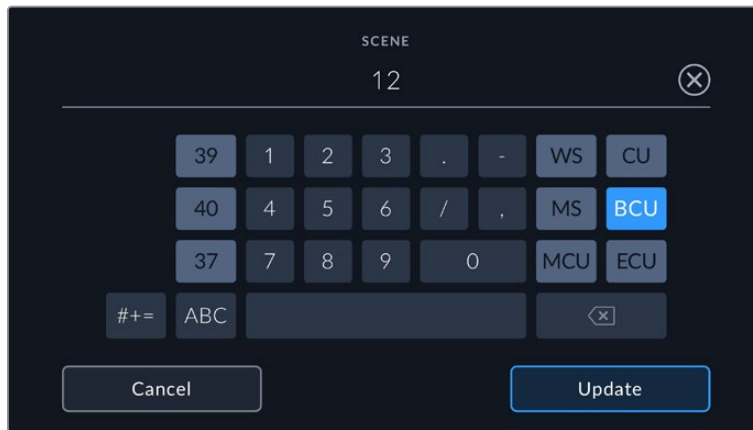 SCENE
12
39 1 2 3 . - WS CU
40 4 5 6 / , MS BCU
37 7 8 9 0 MCU ECU
#+= ABC
Cancel Update